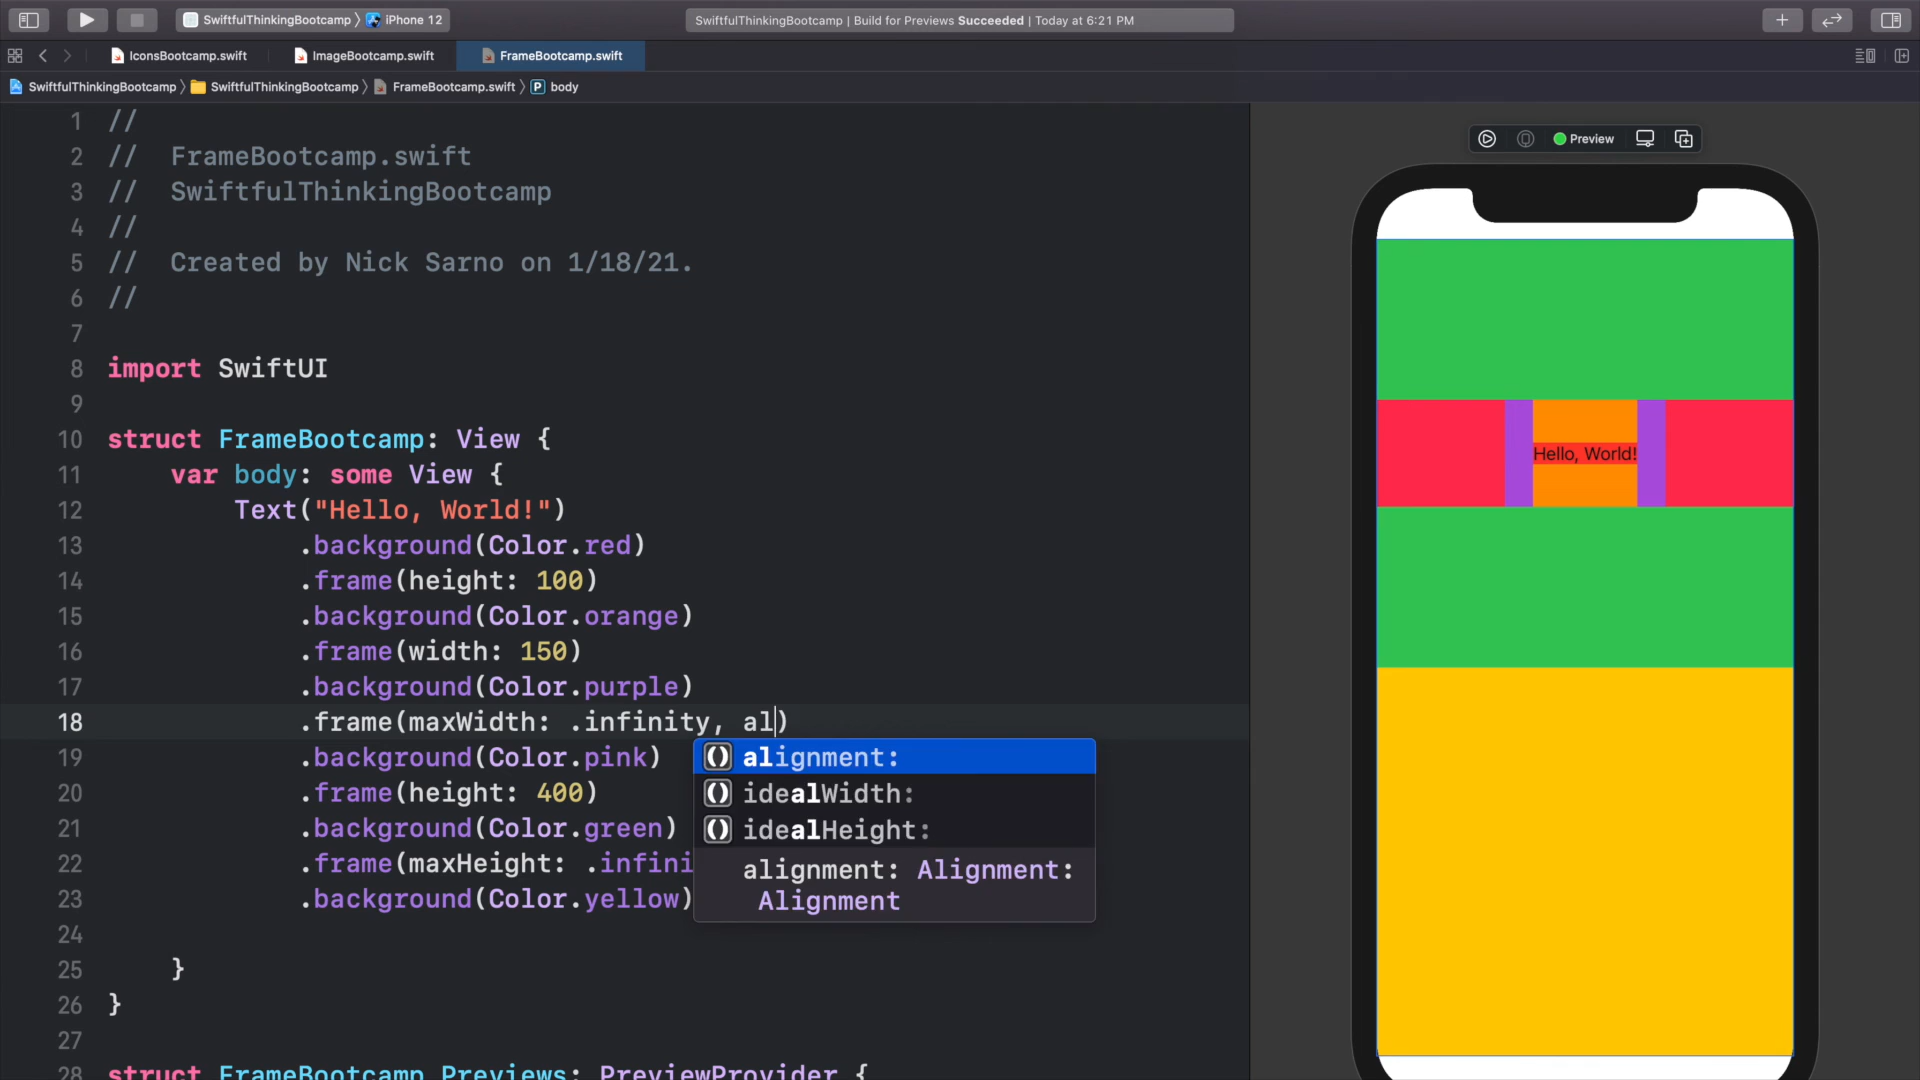 SwiftfulThinkingBootcamp 〉 iPhone 12
SwiftfulThinkingBootcamp | Build for Previews Succeeded | Today at 6:21 PM
IconsBootcamp.swift
ImageBootcamp.swift
FrameBootcamp.swift
SwiftfulThinkingBootcamp 〉 SwiftfulThinkingBootcamp 〉 FrameBootcamp.swift 〉 P body
1 //
2 //  FrameBootcamp.swift
3 //  SwiftfulThinkingBootcamp
4 //
5 //  Created by Nick Sarno on 1/18/21.
6 //
7
8 import SwiftUI
9
10 struct FrameBootcamp: View {
11     var body: some View {
12         Text("Hello, World!")
13             .background(Color.red)
14             .frame(height: 100)
15             .background(Color.orange)
16             .frame(width: 150)
17             .background(Color.purple)
18             .frame(maxWidth: .infinity, al)
19             .background(Color.pink)
20             .frame(height: 400)
21             .background(Color.green)
22             .frame(maxHeight: .infini
23             .background(Color.yellow)
24
25     }
26 }
27
28 struct FrameBootcamp_Previews: PreviewProvider {
() alignment:
() idealWidth:
() idealHeight:
alignment: Alignment:
Alignment
Preview
Hello, World!